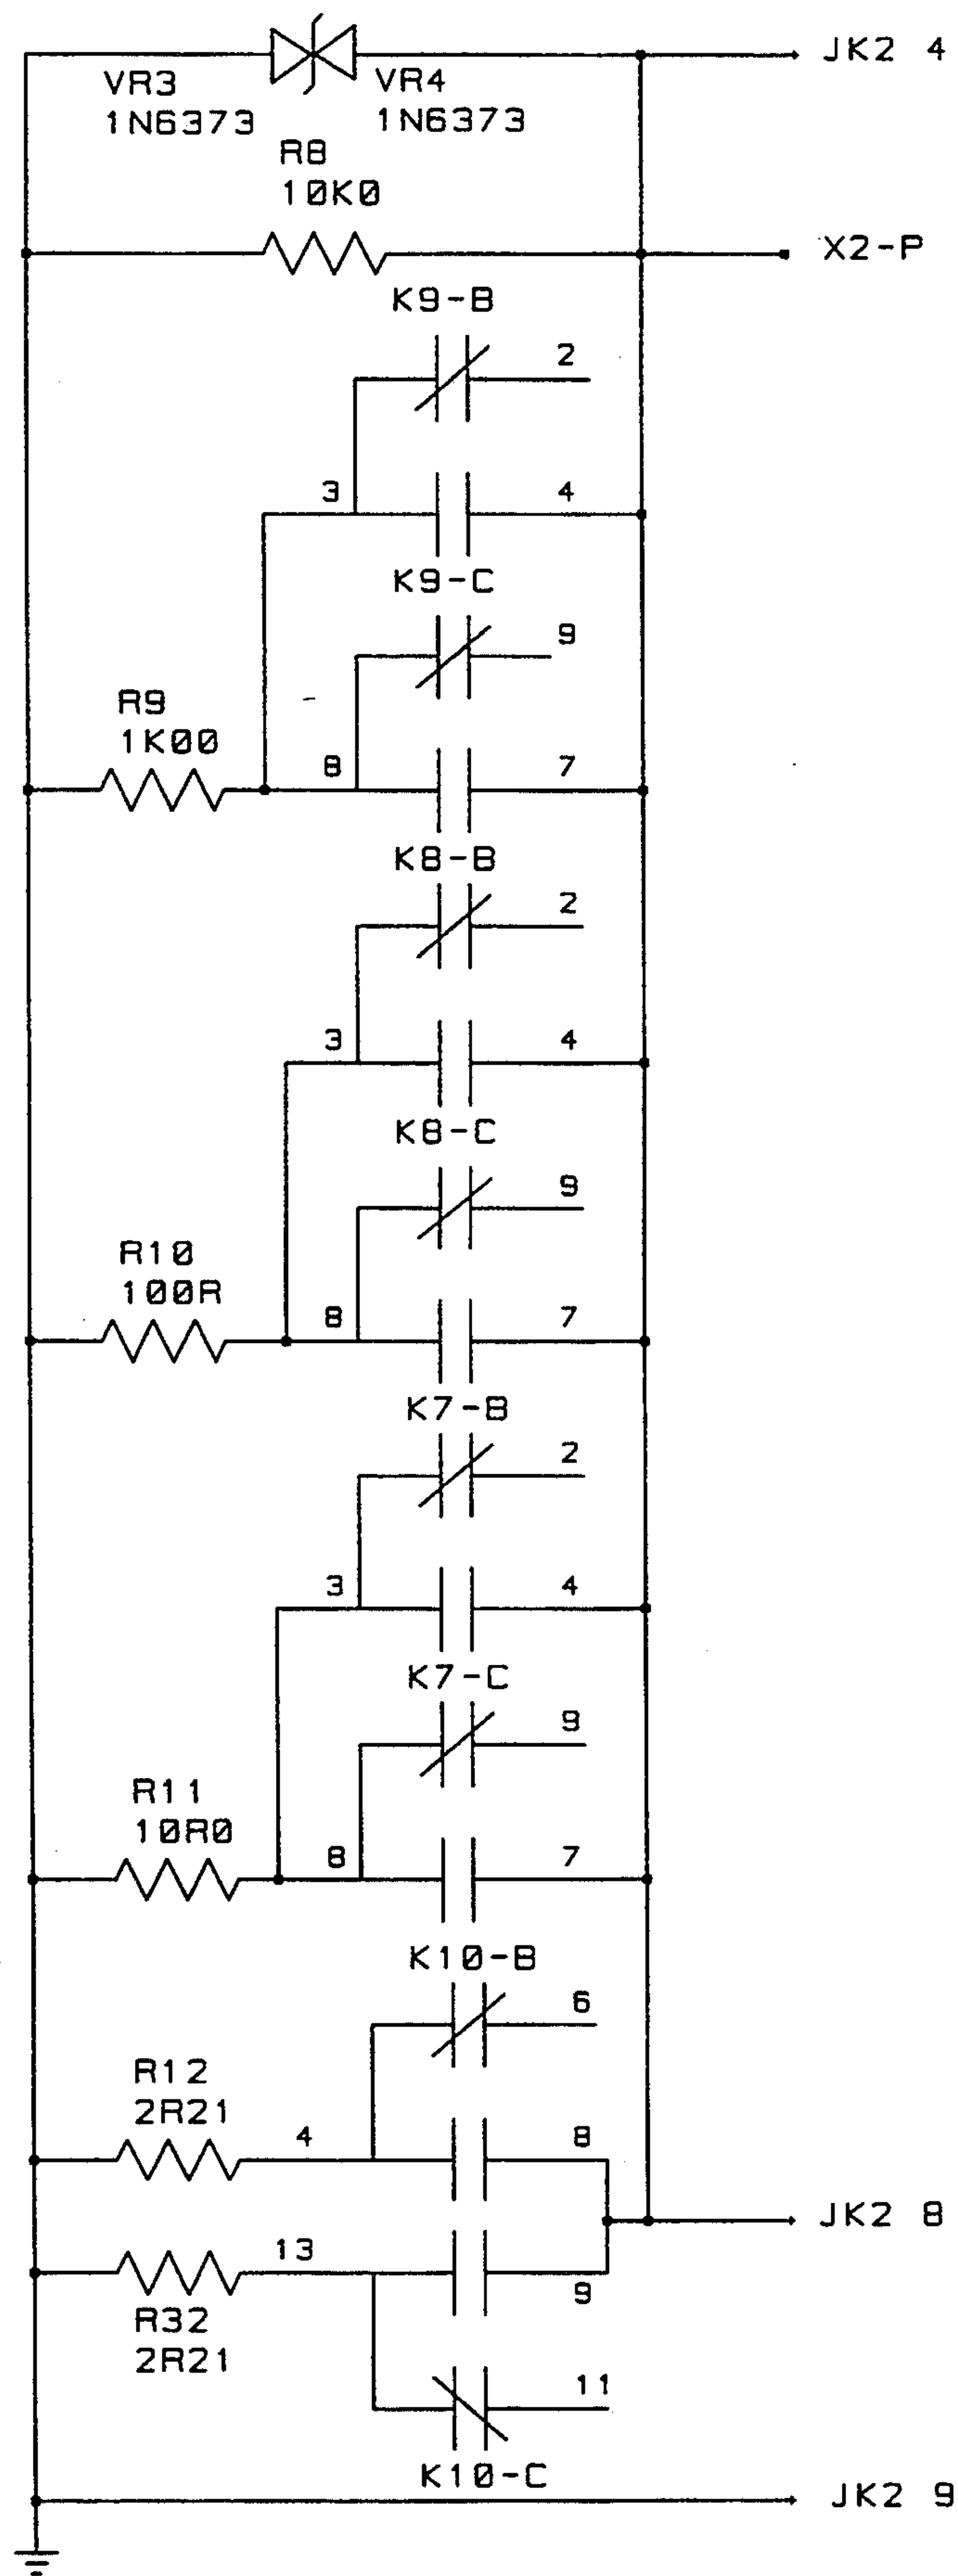 JK2 4
VR3
1N6373
VR4
1N6373
R8
10K0
X2-P
K9-B
2
3
4
K9-C
9
R9
1K00
8
7
K8-B
2
3
4
K8-C
9
R10
100R
8
7
K7-B
2
3
4
K7-C
9
R11
10R0
8
7
K10-B
6
R12
2R21
4
8
JK2 8
13
9
R32
2R21
11
K10-C
JK2 9